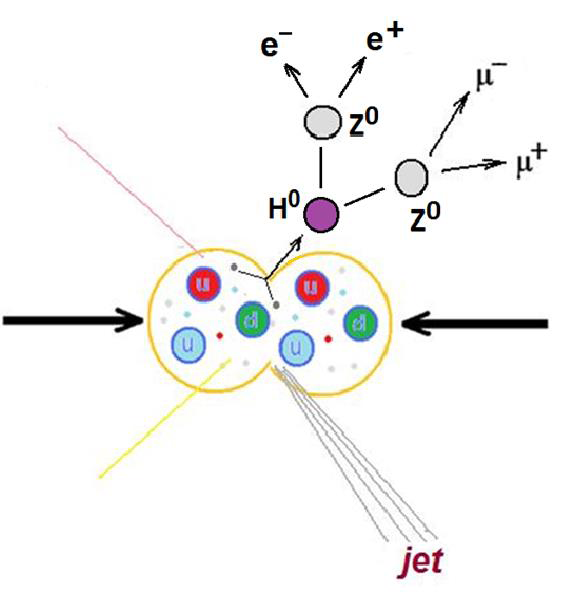 e⁻ e⁺
μ⁻
Z⁰
μ⁺
H⁰
Z⁰
u u
d d
u u
jet